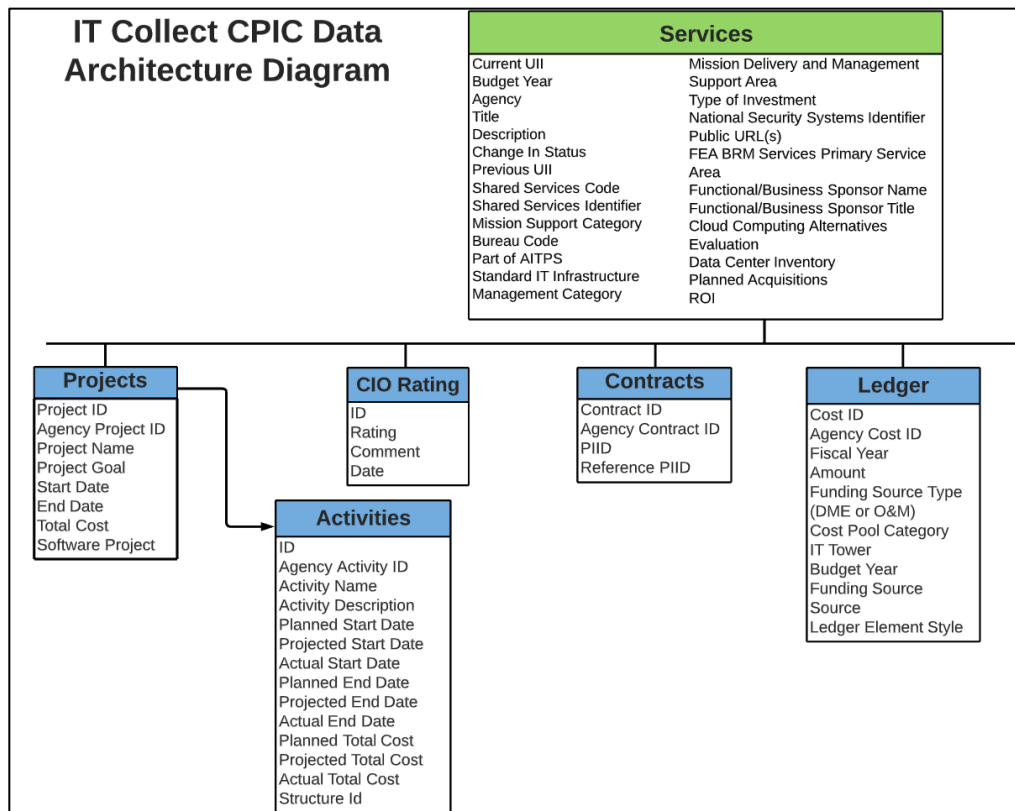 IT Collect CPIC Data
Architecture Diagram
Services
Current UII
Budget Year
Agency
Title
Description
Change In Status
Previous UII
Shared Services Code
Shared Services Identifier
Mission Support Category
Bureau Code
Part of AITPS
Standard IT Infrastructure
Management Category
Mission Delivery and Management
Support Area
Type of Investment
National Security Systems Identifier
Public URL(s)
FEA BRM Services Primary Service
Area
Functional/Business Sponsor Name
Functional/Business Sponsor Title
Cloud Computing Alternatives
Evaluation
Data Center Inventory
Planned Acquisitions
ROI
Projects
Project ID
Agency Project ID
Project Name
Project Goal
Start Date
End Date
Total Cost
Software Project
CIO Rating
ID
Rating
Comment
Date
Contracts
Contract ID
Agency Contract ID
PIID
Reference PIID
Ledger
Cost ID
Agency Cost ID
Fiscal Year
Amount
Funding Source Type
(DME or O&M)
Cost Pool Category
IT Tower
Budget Year
Funding Source
Source
Ledger Element Style
Activities
ID
Agency Activity ID
Activity Name
Activity Description
Planned Start Date
Projected Start Date
Actual Start Date
Planned End Date
Projected End Date
Actual End Date
Planned Total Cost
Projected Total Cost
Actual Total Cost
Structure Id